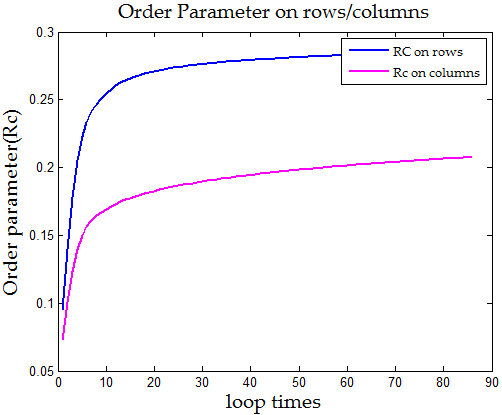 Order Parameter on rows/columns
0.3
0.25
0.2
0.15
0.1
0.05
Order parameter(Rc)
RC on rows
Rc on columns
0 10 20 30 40 50 60 70 80 90
loop times